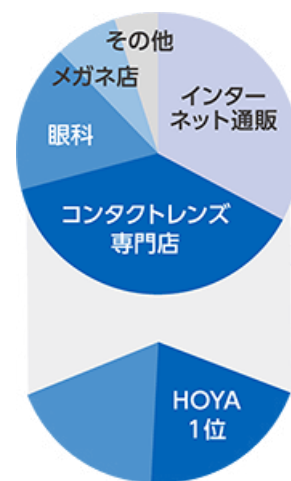 その他
メガネ店
インター
ネット通販
眼科
コンタクトレンズ
専門店
HOYA
1位